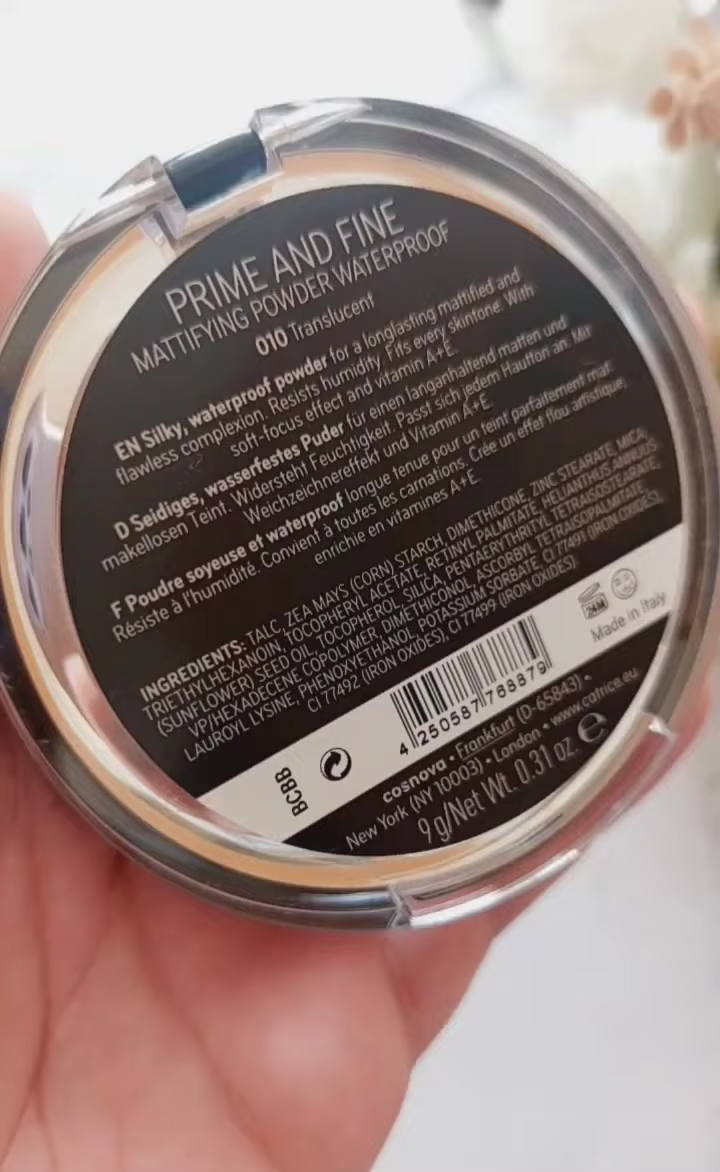 PRIME AND FINE
MATTIFYING POWDER WATERPROOF
010 Translucent
EN Silky, waterproof powder for a longlasting mattified and
flawless complexion. Resists humidity. Fits every skintone. With
soft-focus effect and vitamin A+E.
D Seidiges, wasserfestes Puder für einen langanhaltend matten und
makellosen Teint. Widersteht Feuchtigkeit. Passt sich jedem Hautton an. Mit
Weichzeichnereffekt und Vitamin A+E.
F Poudre soyeuse et waterproof longue tenue pour un teint parfaitement mat.
Résiste à l'humidité. Convient à toutes les carnations. Crée un effet flou artistique,
enrichie en vitamines A+E.
INGREDIENTS: TALC, ZEA MAYS (CORN) STARCH, DIMETHICONE, ZINC STEARATE, MICA,
TRIETHYLHEXANOIN, TOCOPHERYL ACETATE, RETINYL PALMITATE, HELIANTHUS ANNUUS
(SUNFLOWER) SEED OIL, TOCOPHEROL, SILICA, PENTAERYTHRITYL TETRAISOSTEARATE,
VP/HEXADECENE COPOLYMER, DIMETHICONOL, ASCORBYL TETRAISOPALMITATE,
LAUROYL LYSINE, PHENOXYETHANOL, POTASSIUM SORBATE, CI 77491 (IRON OXIDES),
CI 77492 (IRON OXIDES), CI 77499 (IRON OXIDES).
24M
Made in Italy
4 250587 768879
BC8B
cosnova • Frankfurt (D-65843) •
New York (NY 10003) • London • www.catrice.eu
9 g/Net Wt. 0.31 oz. e